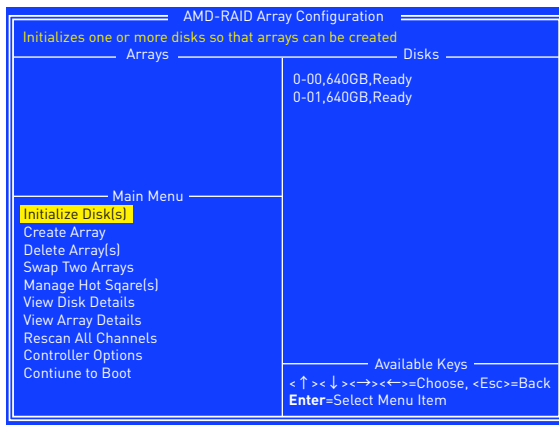 AMD-RAID Array Configuration
Initializes one or more disks so that arrays can be created
Arrays
Main Menu
Initialize Disk(s)
Create Array
Delete Array(s)
Swap Two Arrays
Manage Hot Sqare(s)
View Disk Details
View Array Details
Rescan All Channels
Controller Options
Contiune to Boot
Disks
0-00,640GB,Ready
0-01,640GB,Ready
Available Keys
<↑><↓><→><←>=Choose, <Esc>=Back
Enter=Select Menu Item